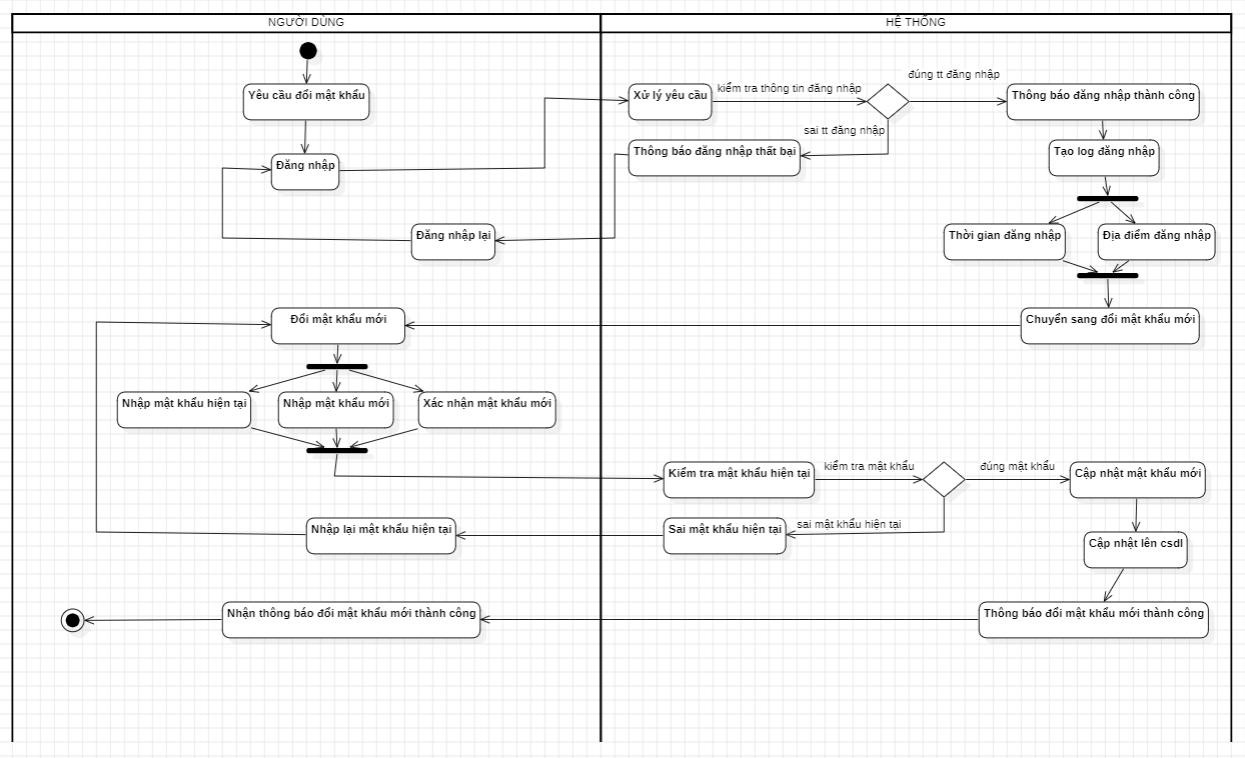 NGƯỜI DÙNG
HỆ THỐNG
Yêu cầu đổi mật khẩu
Xử lý yêu cầu
kiểm tra thông tin đăng nhập
đúng tt đăng nhập
Thông báo đăng nhập thành công
sai tt đăng nhập
Đăng nhập
Thông báo đăng nhập thất bại
Tạo log đăng nhập
Đăng nhập lại
Thời gian đăng nhập
Địa điểm đăng nhập
Đổi mật khẩu mới
Chuyển sang đổi mật khẩu mới
Nhập mật khẩu hiện tại
Nhập mật khẩu mới
Xác nhận mật khẩu mới
Kiểm tra mật khẩu hiện tại
kiểm tra mật khẩu
đúng mật khẩu
Cập nhật mật khẩu mới
Nhập lại mật khẩu hiện tại
Sai mật khẩu hiện tại
sai mật khẩu hiện tại
Cập nhật lên csdl
Nhận thông báo đổi mật khẩu mới thành công
Thông báo đổi mật khẩu mới thành công